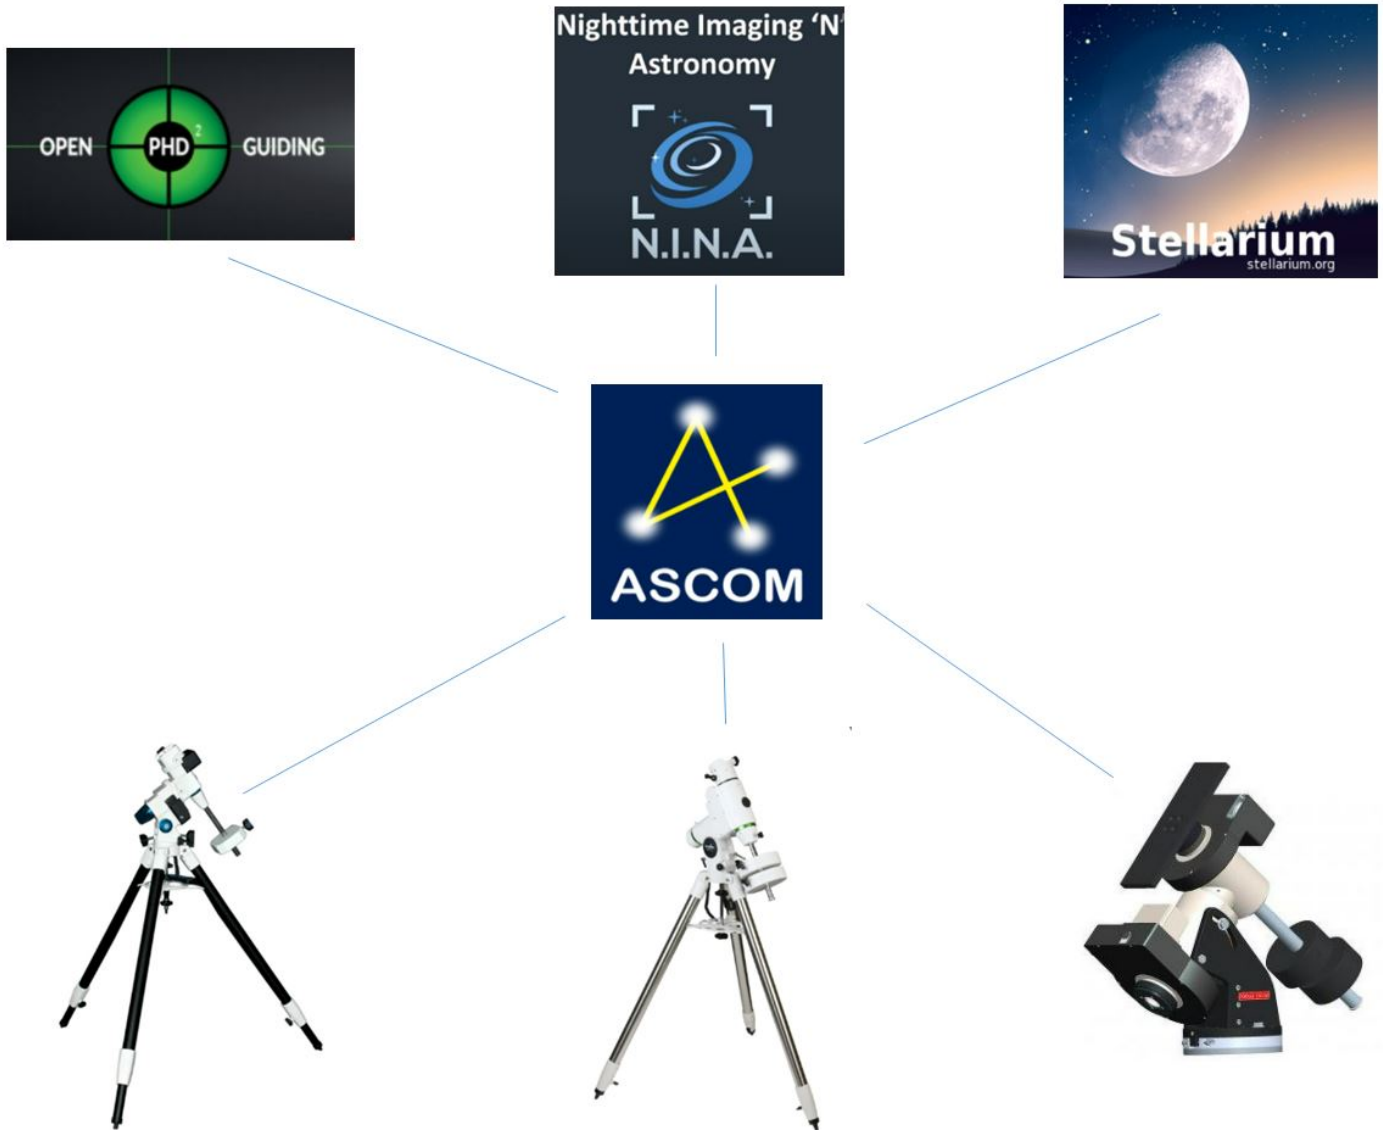 OPEN PHD 2 GUIDING
Nighttime Imaging ‘N’
Astronomy
N.I.N.A.
Stellarium
stellarium.org
ASCOM